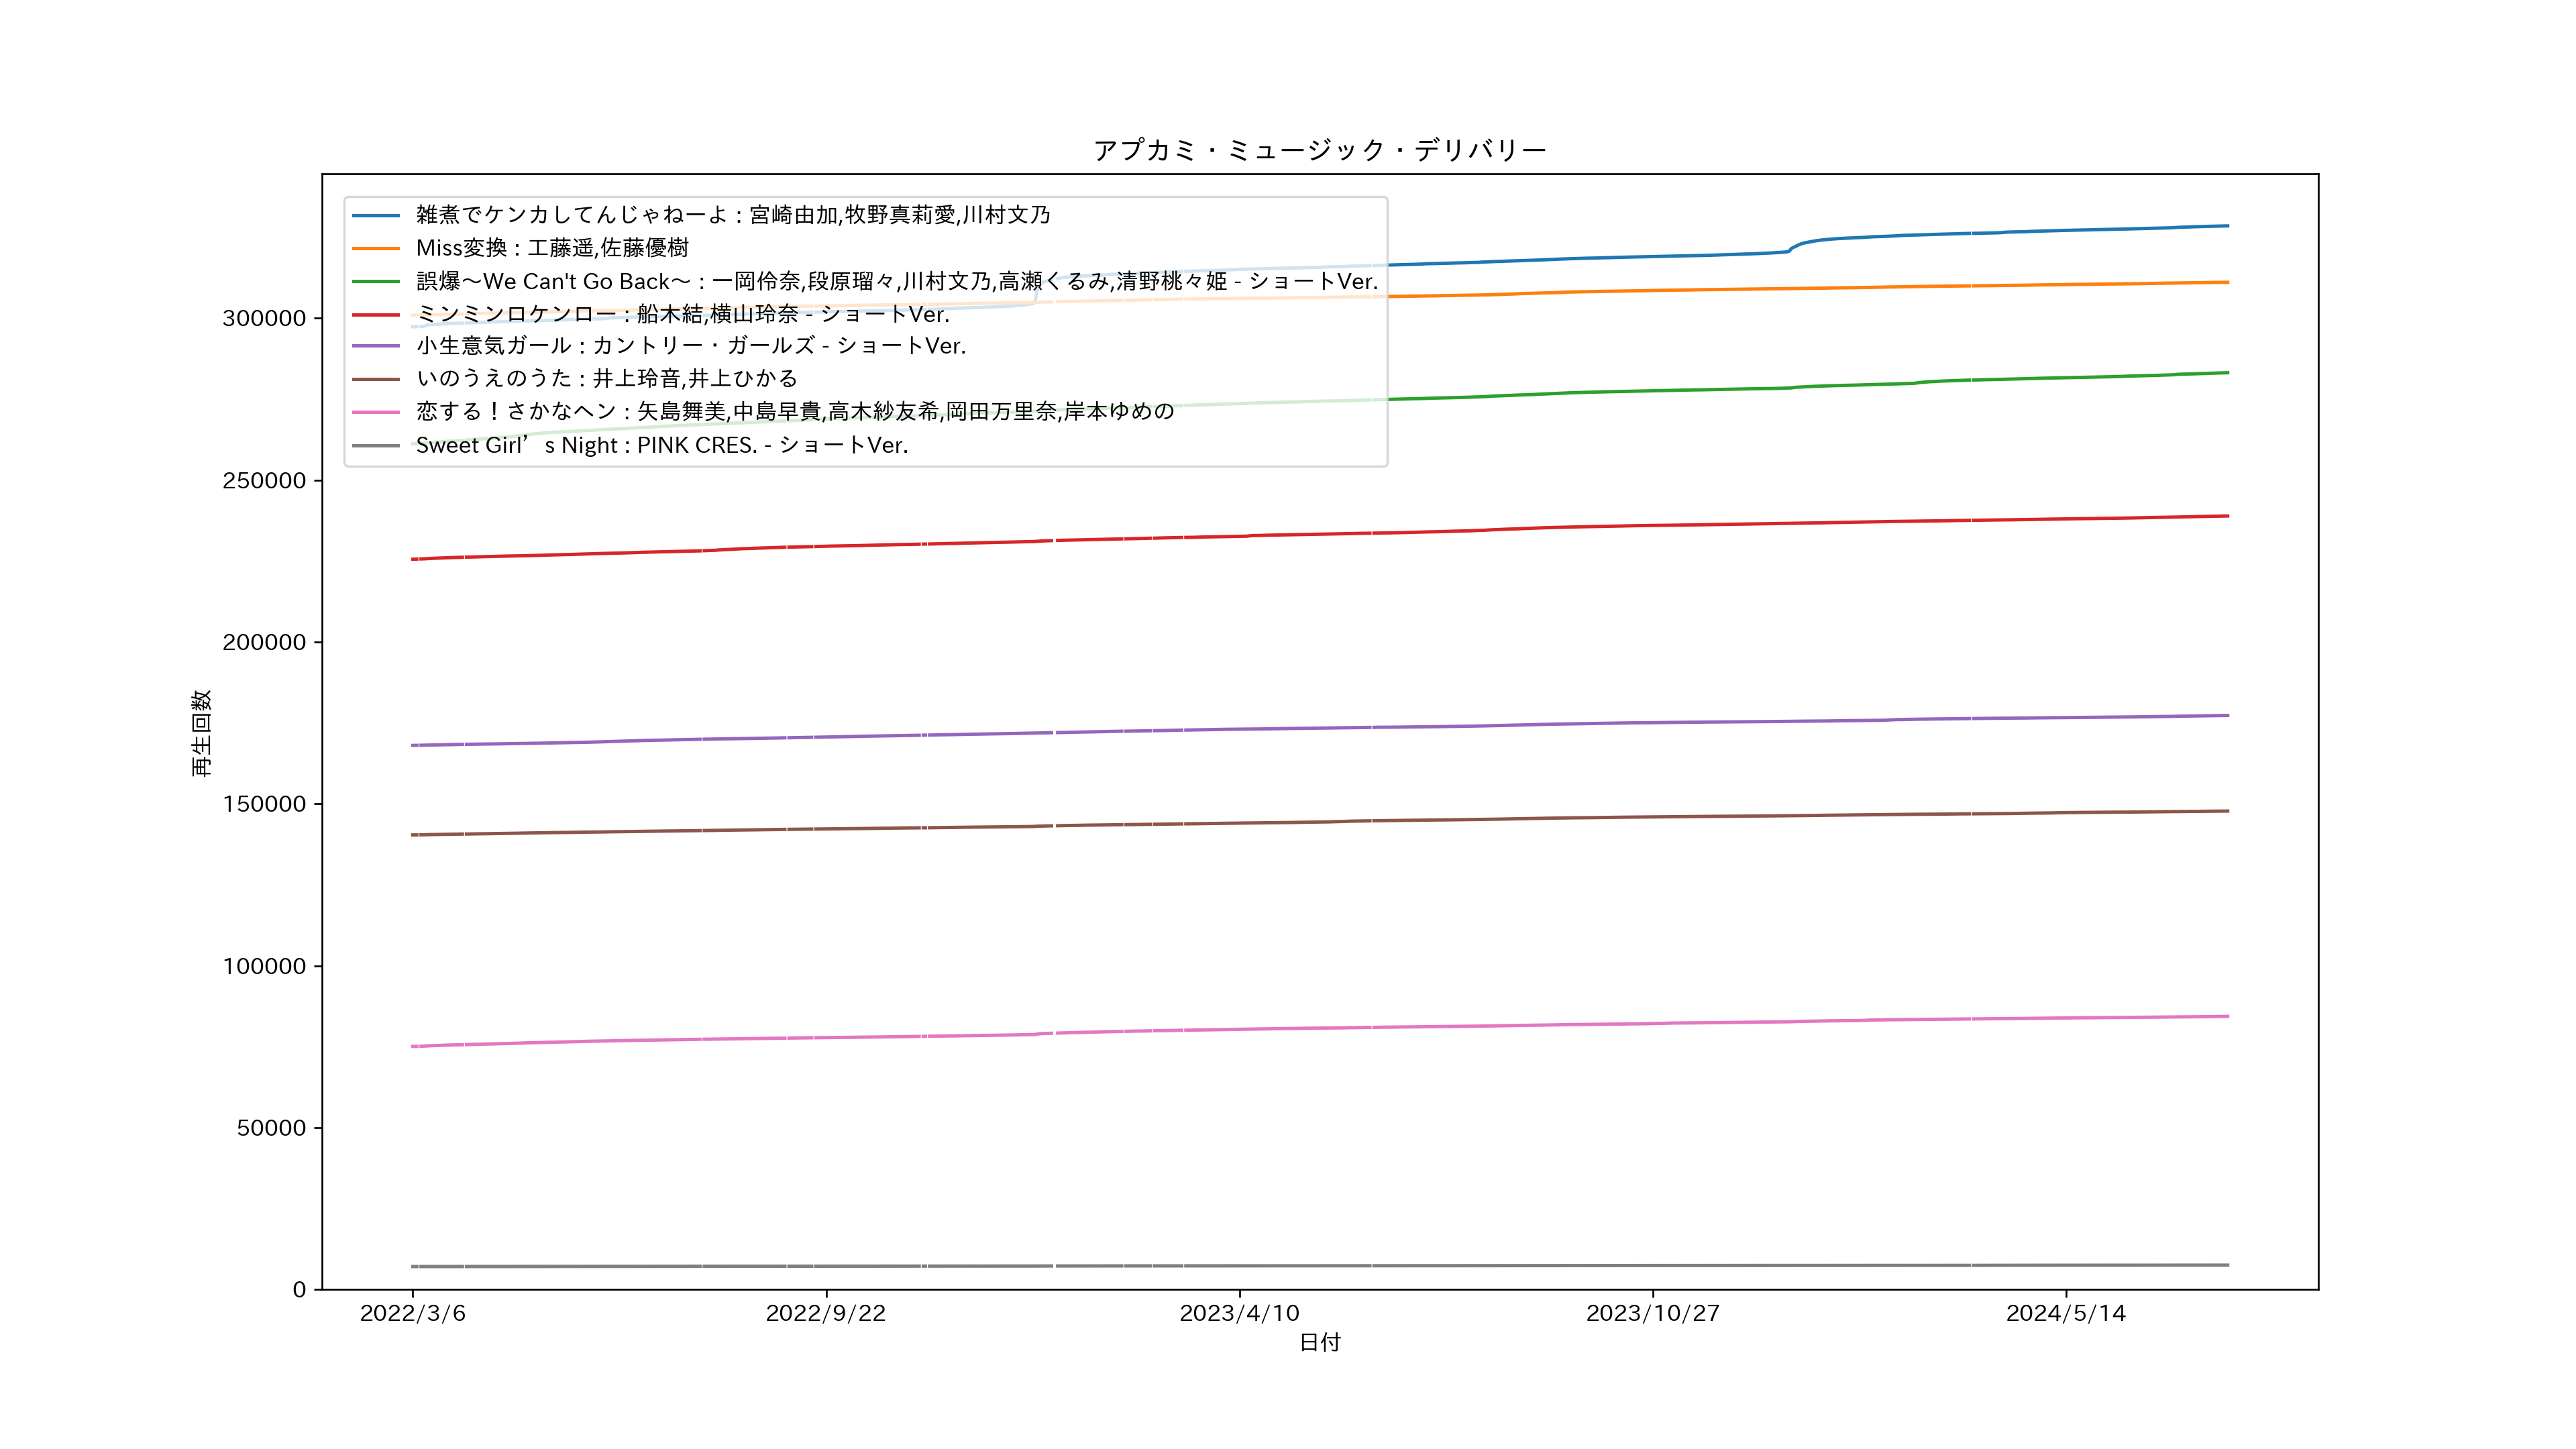 アプカミ・ミュージック・デリバリー
雑煮でケンカしてんじゃねーよ : 宮崎由加,牧野真莉愛,川村文乃
Miss変換 : 工藤遥,佐藤優樹
誤爆～We Can't Go Back～ : 一岡伶奈,段原瑠々,川村文乃,高瀬くるみ,清野桃々姫 - ショートVer.
ミンミンロケンロー : 船木結,横山玲奈 - ショートVer.
小生意気ガール : カントリー・ガールズ - ショートVer.
いのうえのうた : 井上玲音,井上ひかる
恋する！さかなヘン : 矢島舞美,中島早貴,高木紗友希,岡田万里奈,岸本ゆめの
Sweet Girl’s Night : PINK CRES. - ショートVer.
300000
250000
200000
150000
100000
50000
0
再生回数
2022/3/6
2022/9/22
2023/4/10
2023/10/27
2024/5/14
日付